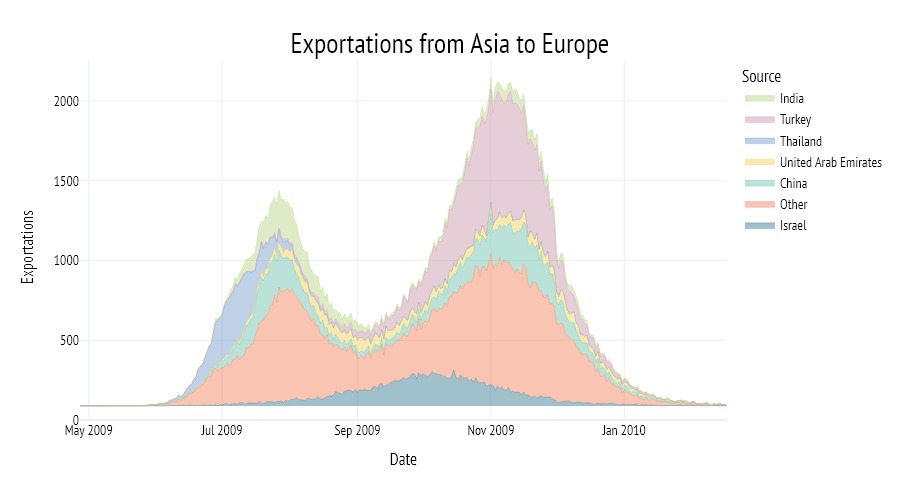 Exportations from Asia to Europe
Source
India
Turkey
Thailand
United Arab Emirates
China
Other
Israel
Exportations
2000
1500
1000
500
0
May 2009
Jul 2009
Sep 2009
Nov 2009
Jan 2010
Date